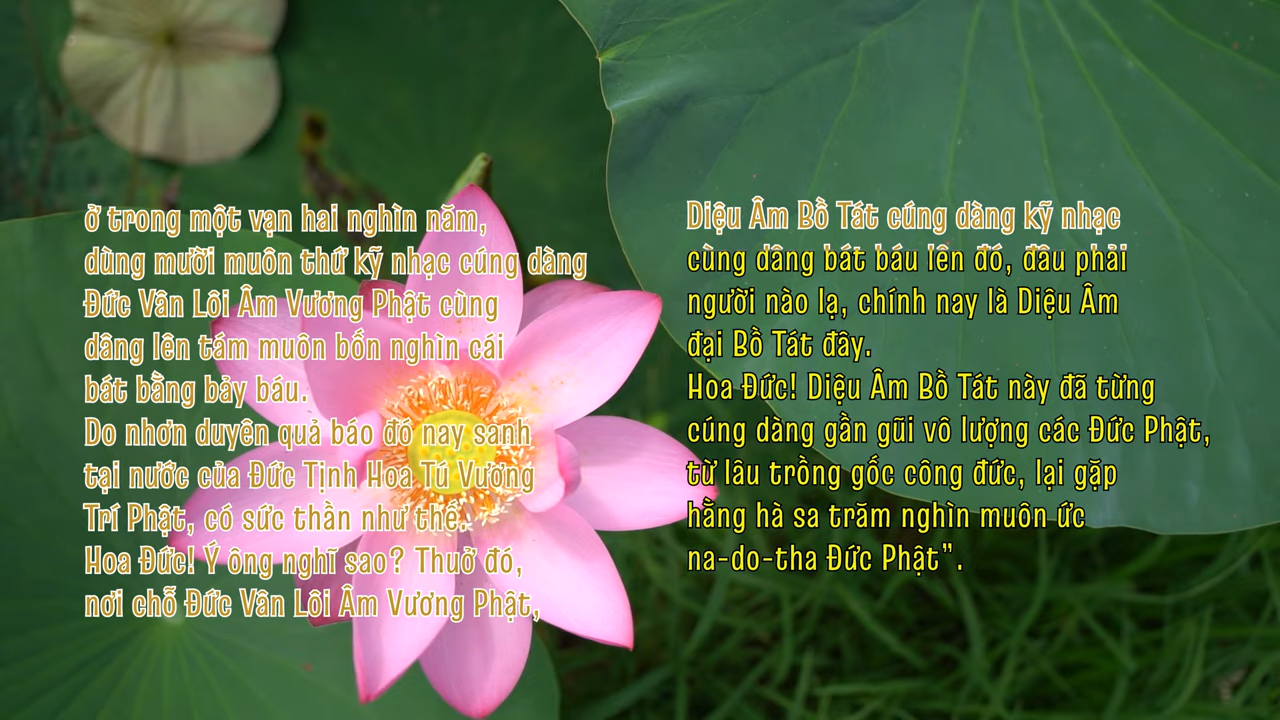 ở trong một vạn hai nghìn năm,
dùng mười muôn thứ kỹ nhạc cúng dàng
Đức Vân Lôi Âm Vương Phật cùng
dâng lên tám muôn bốn nghìn cái
bát bằng bảy báu.
Do nhơn duyên quả báo đó nay sanh
tại nước của Đức Tịnh Hoa Tú Vương
Trí Phật, có sức thần như thế.
Hoa Đức! Ý ông nghĩ sao? Thuở đó,
nơi chỗ Đức Vân Lôi Âm Vương Phật,
Diệu Âm Bồ Tát cúng dàng kỹ nhạc
cùng dâng bát báu lên đó, đâu phải
người nào lạ, chính nay là Diệu Âm
đại Bồ Tát đây.
Hoa Đức! Diệu Âm Bồ Tát này đã từng
cúng dàng gần gũi vô lượng các Đức Phật,
từ lâu trồng gốc công đức, lại gặp
hằng hà sa trăm nghìn muôn ức
na-do-tha Đức Phật”.